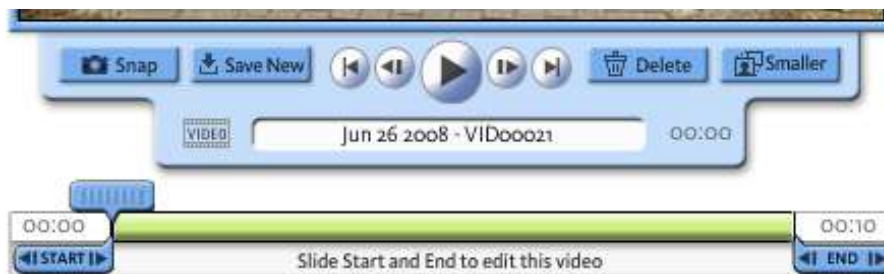 Snap Save New Delete Smaller
VIDEO Jun 26 2008 - VID00021 00:00
00:00 00:10
START Slide Start and End to edit this video END